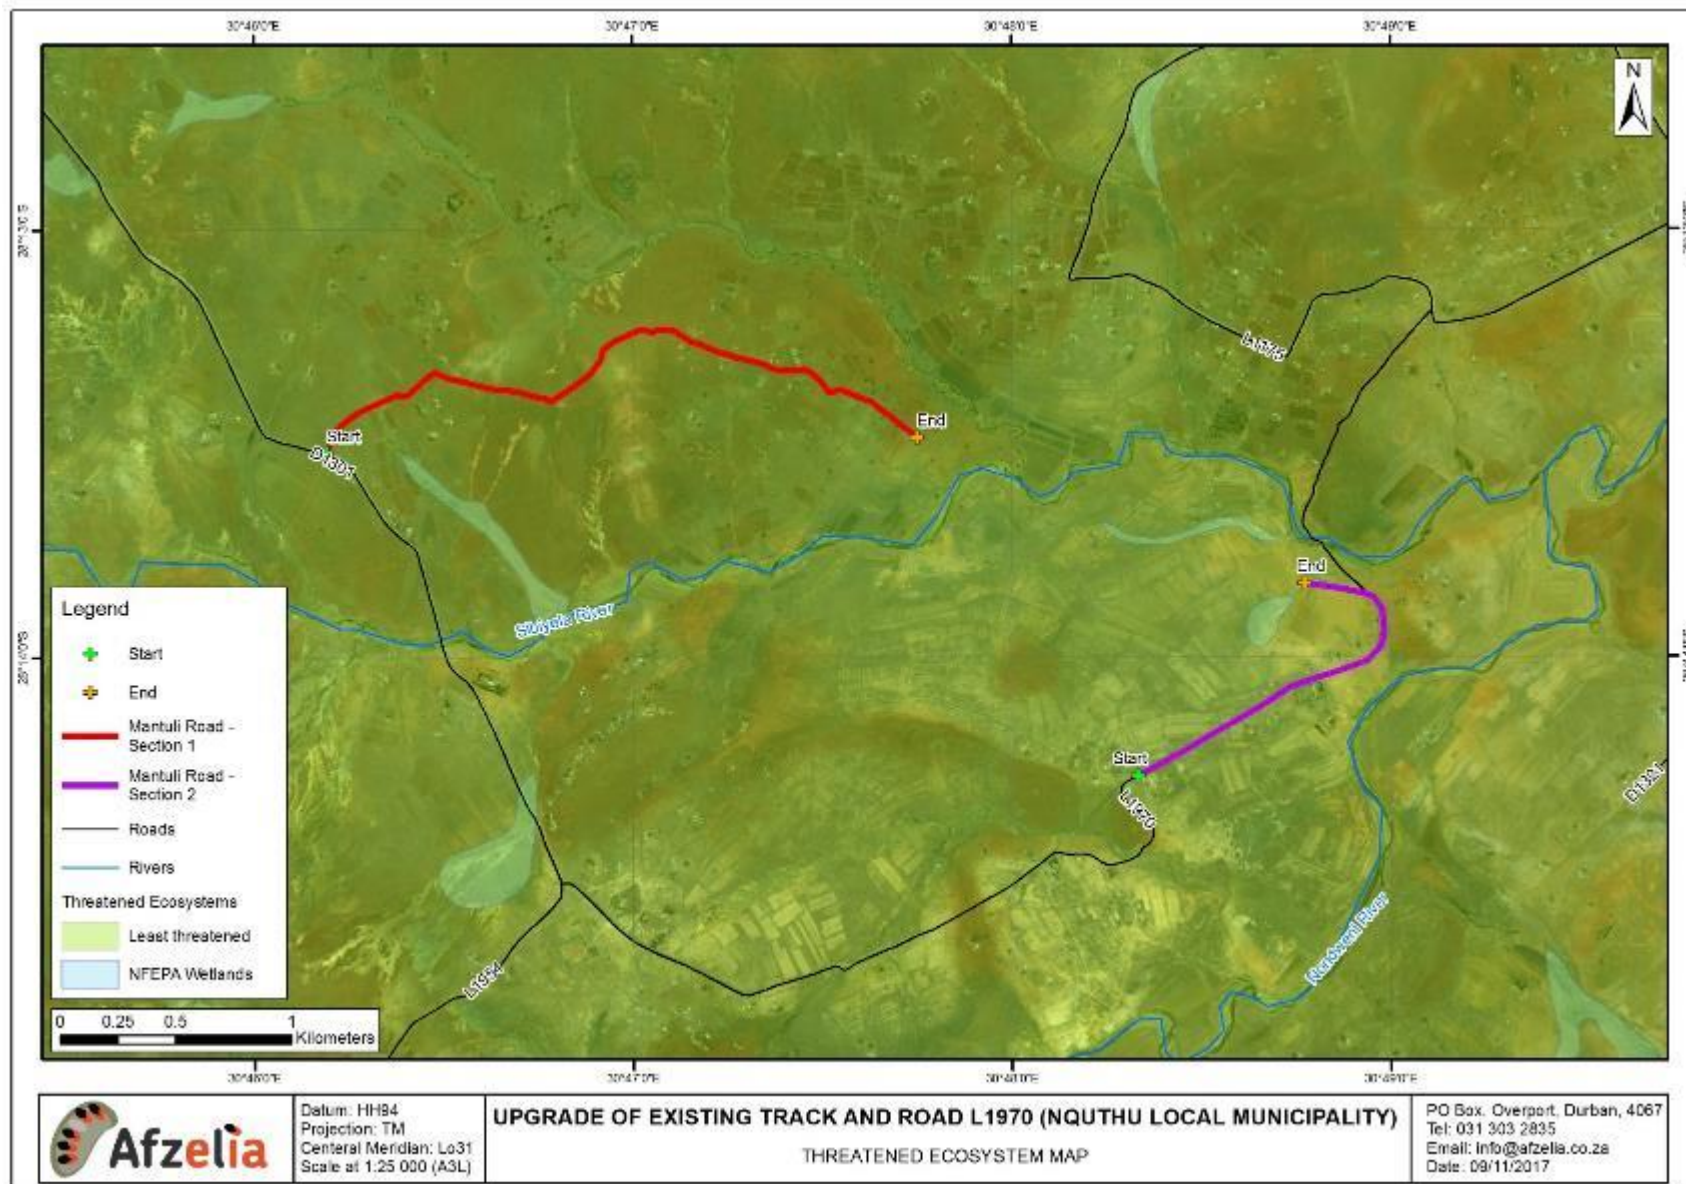 30°46'0"E
30°47'0"E
30°48'0"E
30°49'0"E
N
L1775
Start
End
D1301
End
Sibiyela River
Start
L1970
D1321
Nondweni River
L1954
Legend
Start
End
Mantuli Road -
Section 1
Mantuli Road -
Section 2
Roads
Rivers
Threatened Ecosystems
Least threatened
NFEPA Wetlands
0 0.25 0.5 1
Kilometers
30°46'0"E
30°47'0"E
30°48'0"E
30°49'0"E
Afzelia
Datum: HH94
Projection: TM
Centeral Meridian: Lo31
Scale at 1:25 000 (A3L)
UPGRADE OF EXISTING TRACK AND ROAD L1970 (NQUTHU LOCAL MUNICIPALITY)
THREATENED ECOSYSTEM MAP
PO Box. Overport, Durban, 4067
Tel: 031 303 2835
Email: info@afzelia.co.za
Date: 09/11/2017